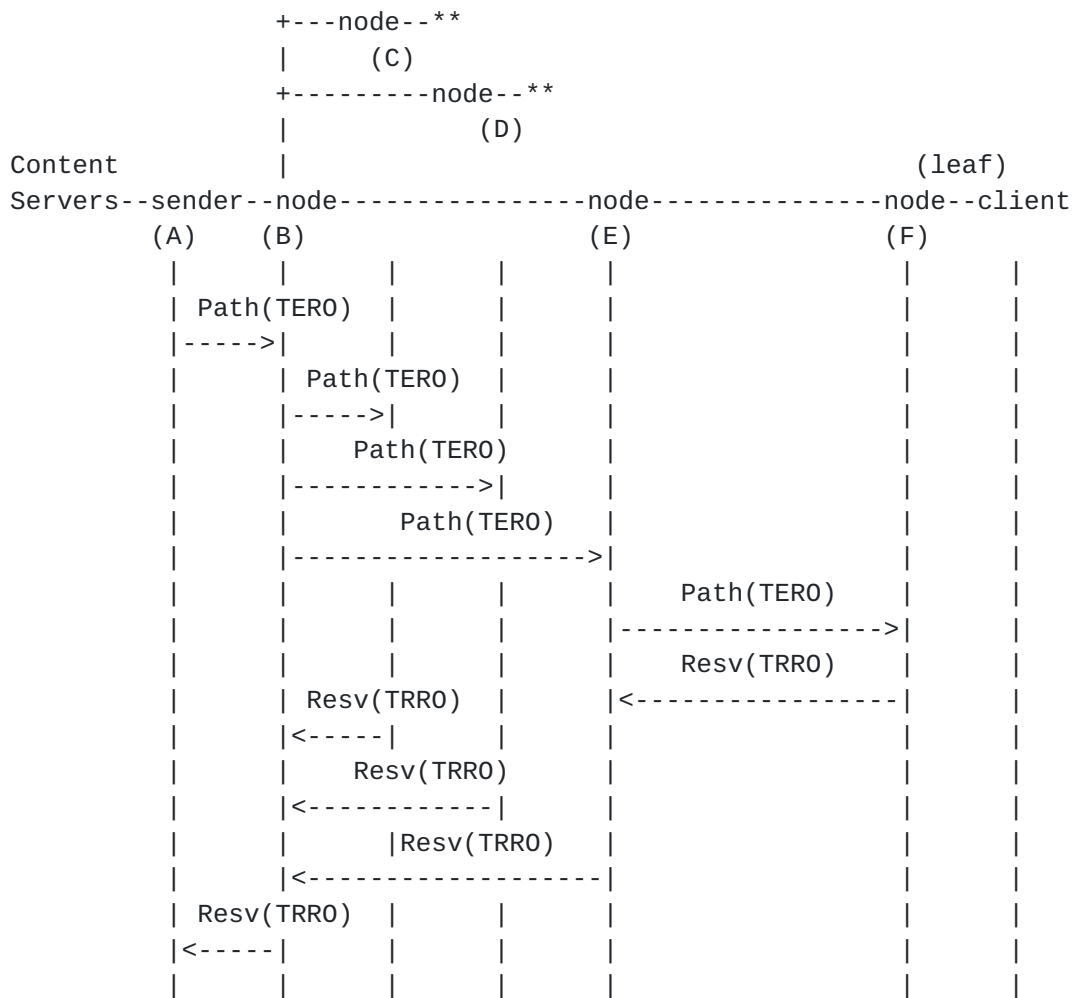 +---node--**
                 |     (C)
                 +---------node--**
                 |            (D)
Content          |                                        (leaf)
Servers--sender--node----------------node---------------node--client
         (A)    (B)                  (E)                (F)
          |      |      |      |      |                  |      |
          | Path(TERO)  |      |      |                  |      |
          |----->|      |      |      |                  |      |
          |      | Path(TERO)  |      |                  |      |
          |      |----->|      |      |                  |      |
          |      |    Path(TERO)      |                  |      |
          |      |------------>|      |                  |      |
          |      |       Path(TERO)   |                  |      |
          |      |------------------->|                  |      |
          |      |      |      |      |    Path(TERO)    |      |
          |      |      |      |      |----------------->|      |
          |      |      |      |      |    Resv(TRRO)    |      |
          |      | Resv(TRRO)  |      |<-----------------|      |
          |      |<-----|      |      |                  |      |
          |      |    Resv(TRRO)      |                  |      |
          |      |<------------|      |                  |      |
          |      |      |Resv(TRRO)   |                  |      |
          |      |<-------------------|                  |      |
          | Resv(TRRO)  |      |      |                  |      |
          |<-----|      |      |      |                  |      |
          |      |      |      |      |                  |      |